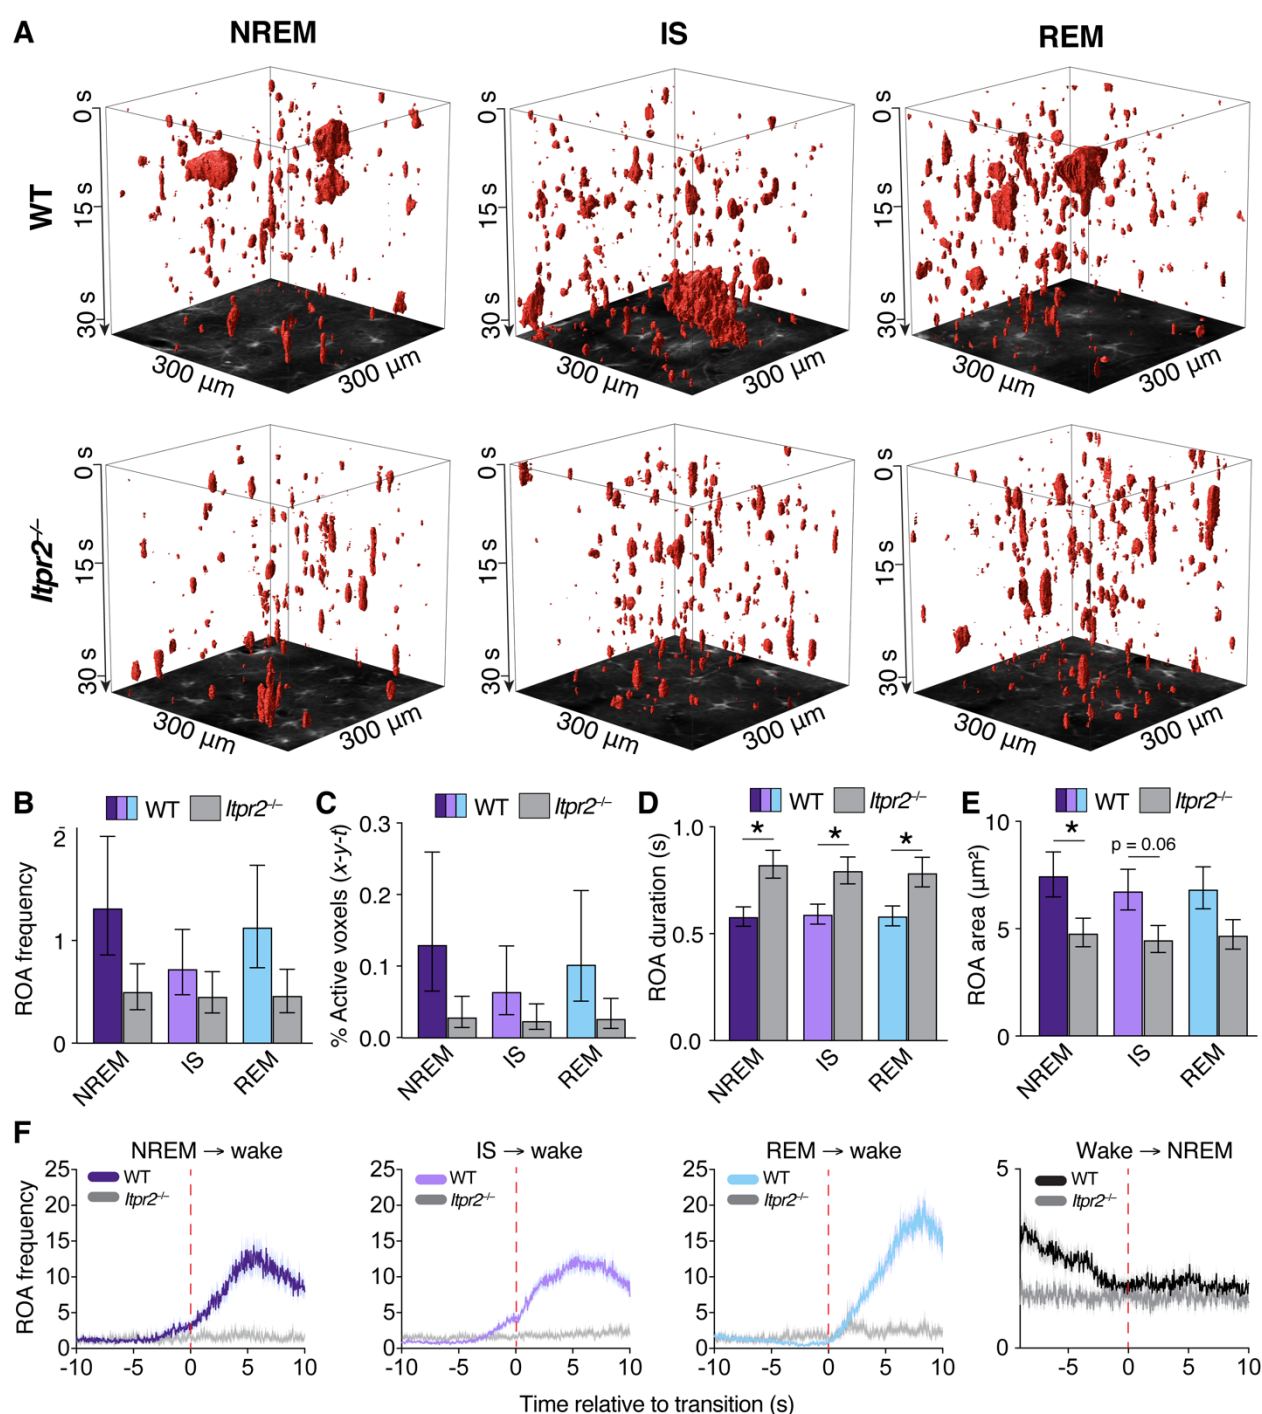 A
NREM
IS
REM
WT
0 s
15 s
30 s
300 µm
300 µm
0 s
15 s
30 s
300 µm
300 µm
0 s
15 s
30 s
300 µm
300 µm
Itpr2–/–
0 s
15 s
30 s
300 µm
300 µm
0 s
15 s
30 s
300 µm
300 µm
0 s
15 s
30 s
300 µm
300 µm
B
WT Itpr2–/–
ROA frequency
2
1
0
NREM
IS
REM
C
WT Itpr2–/–
% Active voxels (x-y-t)
0.3
0.2
0.1
0.0
NREM
IS
REM
D
WT Itpr2–/–
ROA duration (s)
1.0
0.5
0.0
* * *
NREM
IS
REM
E
WT Itpr2–/–
ROA area (µm²)
10
5
0
*
p = 0.06
NREM
IS
REM
F
NREM → wake
WT
Itpr2–/–
ROA frequency
25
20
15
10
5
0
-10 -5 0 5 10
IS → wake
WT
Itpr2–/–
25
20
15
10
5
0
-10 -5 0 5 10
REM → wake
WT
Itpr2–/–
25
20
15
10
5
0
-10 -5 0 5 10
Wake → NREM
WT
Itpr2–/–
5
0
-5 0 5 10
Time relative to transition (s)